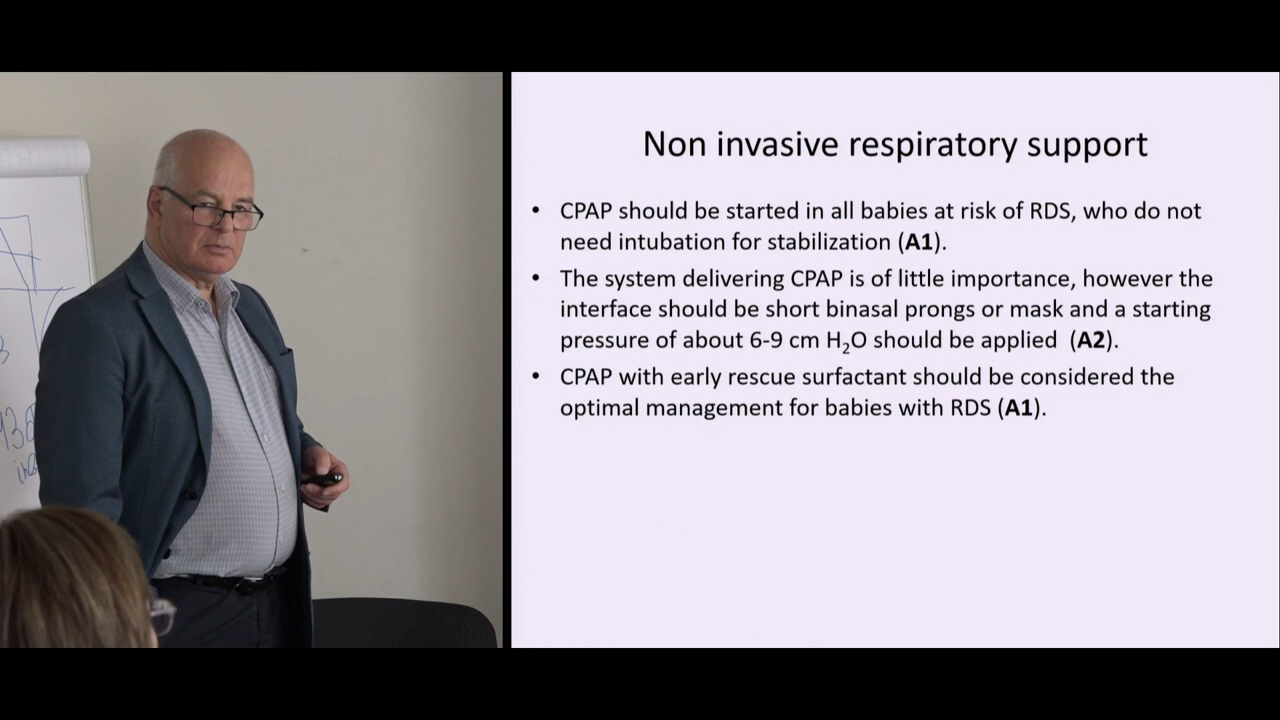 Non invasive respiratory support
• CPAP should be started in all babies at risk of RDS, who do not
need intubation for stabilization (A1).
• The system delivering CPAP is of little importance, however the
interface should be short binasal prongs or mask and a starting
pressure of about 6-9 cm H₂O should be applied (A2).
• CPAP with early rescue surfactant should be considered the
optimal management for babies with RDS (A1).